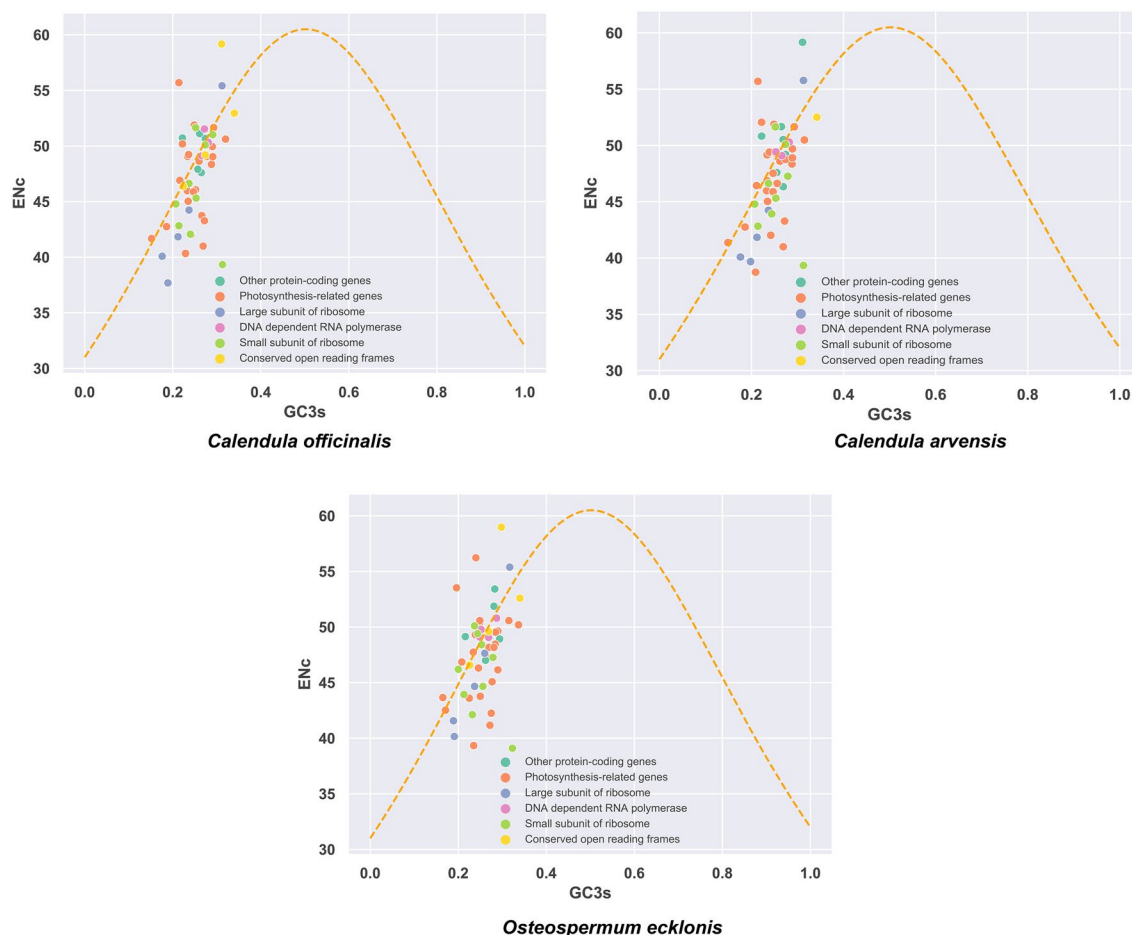 60
55
50
45
40
35
30
ENc
0.0 0.2 0.4 0.6 0.8 1.0
GC3s
Other protein-coding genes
Photosynthesis-related genes
Large subunit of ribosome
DNA dependent RNA polymerase
Small subunit of ribosome
Conserved open reading frames
Calendula officinalis
60
55
50
45
40
35
30
ENc
0.0 0.2 0.4 0.6 0.8 1.0
GC3s
Other protein-coding genes
Photosynthesis-related genes
Large subunit of ribosome
DNA dependent RNA polymerase
Small subunit of ribosome
Conserved open reading frames
Calendula arvensis
60
55
50
45
40
35
30
ENc
0.0 0.2 0.4 0.6 0.8 1.0
GC3s
Other protein-coding genes
Photosynthesis-related genes
Large subunit of ribosome
DNA dependent RNA polymerase
Small subunit of ribosome
Conserved open reading frames
Osteospermum ecklonis